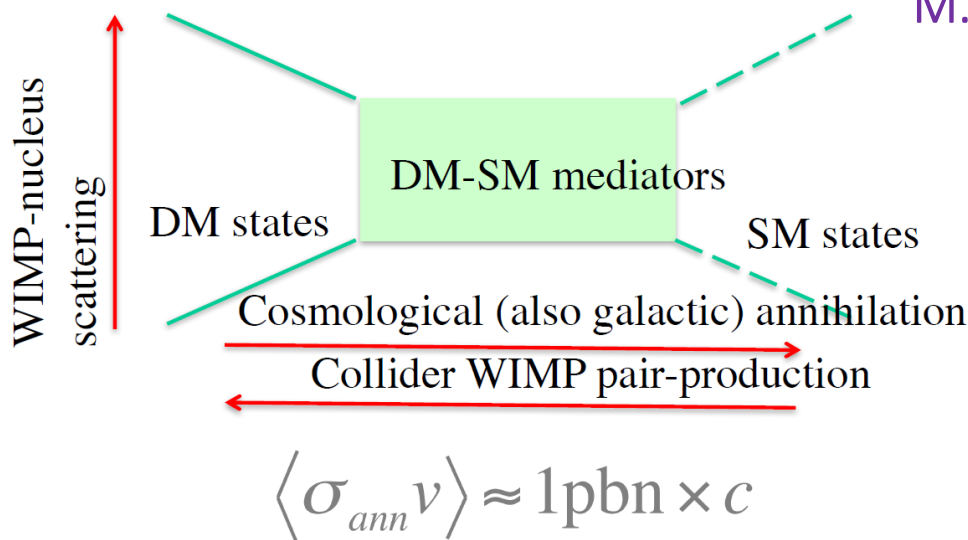 M.
WIMP-nucleus
scattering
DM-SM mediators
DM states
SM states
Cosmological (also galactic) annihilation
Collider WIMP pair-production
⟨σ_ann v⟩ ≈ 1pbn × c